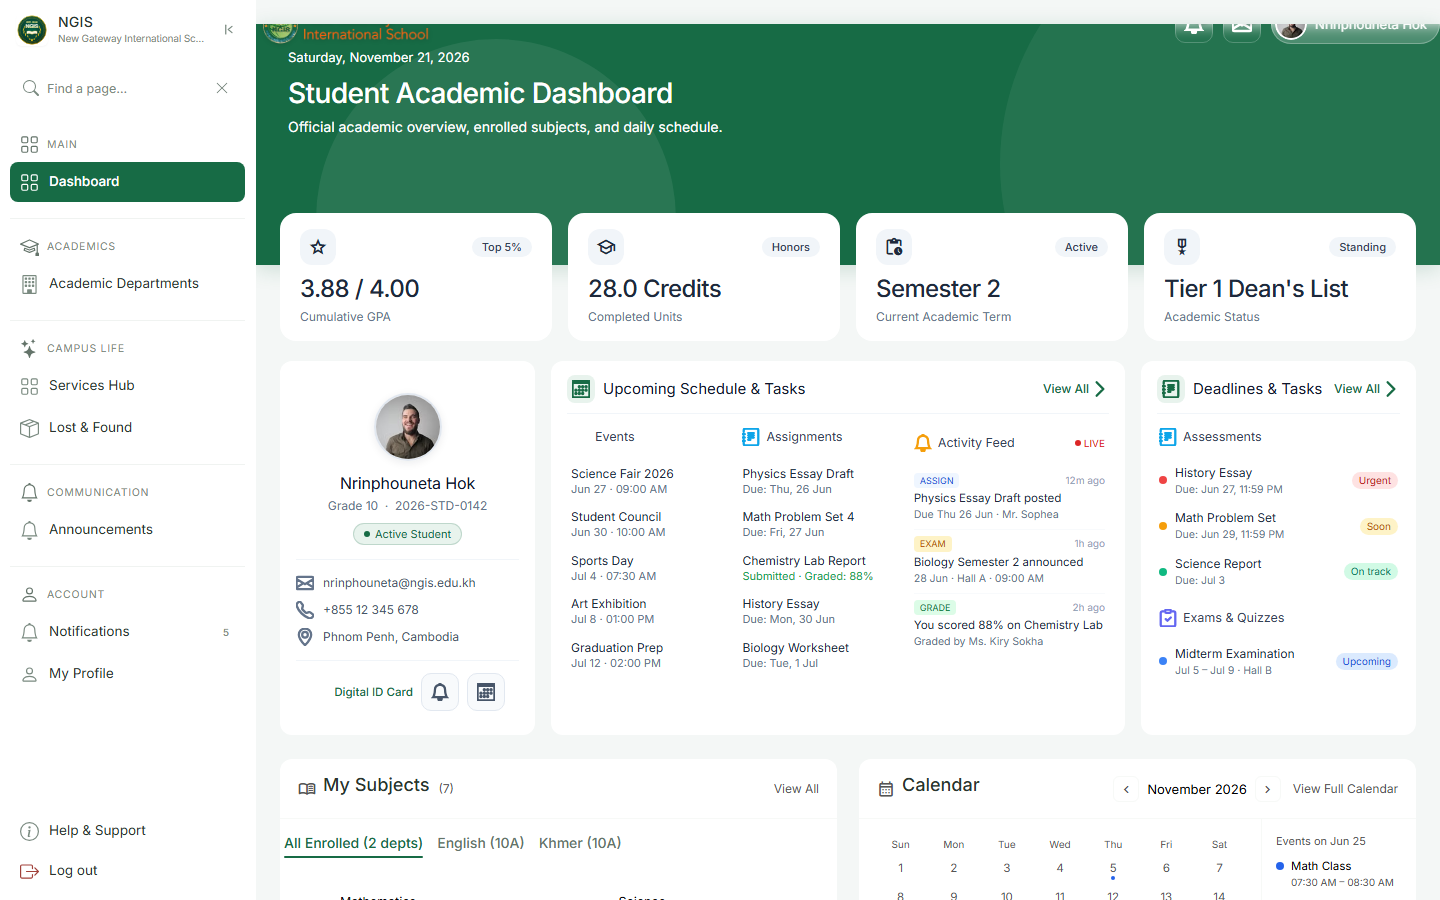 NGIS
New Gateway International Sc...
Find a page...
MAIN
Dashboard
ACADEMICS
Academic Departments
CAMPUS LIFE
Services Hub
Lost & Found
COMMUNICATION
Announcements
ACCOUNT
Notifications
5
My Profile
Help & Support
Log out
International School
Nrinphouneta Hok
Saturday, November 21, 2026
Student Academic Dashboard
Official academic overview, enrolled subjects, and daily schedule.
Top 5%
3.88 / 4.00
Cumulative GPA
Honors
28.0 Credits
Completed Units
Active
Semester 2
Current Academic Term
Standing
Tier 1 Dean's List
Academic Status
Nrinphouneta Hok
Grade 10 · 2026-STD-0142
Active Student
nrinphouneta@ngis.edu.kh
+855 12 345 678
Phnom Penh, Cambodia
Digital ID Card
Upcoming Schedule & Tasks
View All
Events
Science Fair 2026
Jun 27 · 09:00 AM
Student Council
Jun 30 · 10:00 AM
Sports Day
Jul 4 · 07:30 AM
Art Exhibition
Jul 8 · 01:00 PM
Graduation Prep
Jul 12 · 02:00 PM
Assignments
Physics Essay Draft
Due: Thu, 26 Jun
Math Problem Set 4
Due: Fri, 27 Jun
Chemistry Lab Report
Submitted · Graded: 88%
History Essay
Due: Mon, 30 Jun
Biology Worksheet
Due: Tue, 1 Jul
Activity Feed
LIVE
ASSIGN
12m ago
Physics Essay Draft posted
Due Thu 26 Jun · Mr. Sophea
EXAM
1h ago
Biology Semester 2 announced
28 Jun · Hall A · 09:00 AM
GRADE
2h ago
You scored 88% on Chemistry Lab
Graded by Ms. Kiry Sokha
Deadlines & Tasks
View All
Assessments
History Essay
Due: Jun 27, 11:59 PM
Urgent
Math Problem Set
Due: Jun 29, 11:59 PM
Soon
Science Report
Due: Jul 3
On track
Exams & Quizzes
Midterm Examination
Jul 5 – Jul 9 · Hall B
Upcoming
My Subjects (7)
View All
All Enrolled (2 depts)
English (10A)
Khmer (10A)
Mathematics
Science
Calendar
November 2026
View Full Calendar
Sun Mon Tue Wed Thu Fri Sat
1 2 3 4 5 6 7
8 9 10 11 12 13 14
Events on Jun 25
Math Class
07:30 AM – 08:30 AM